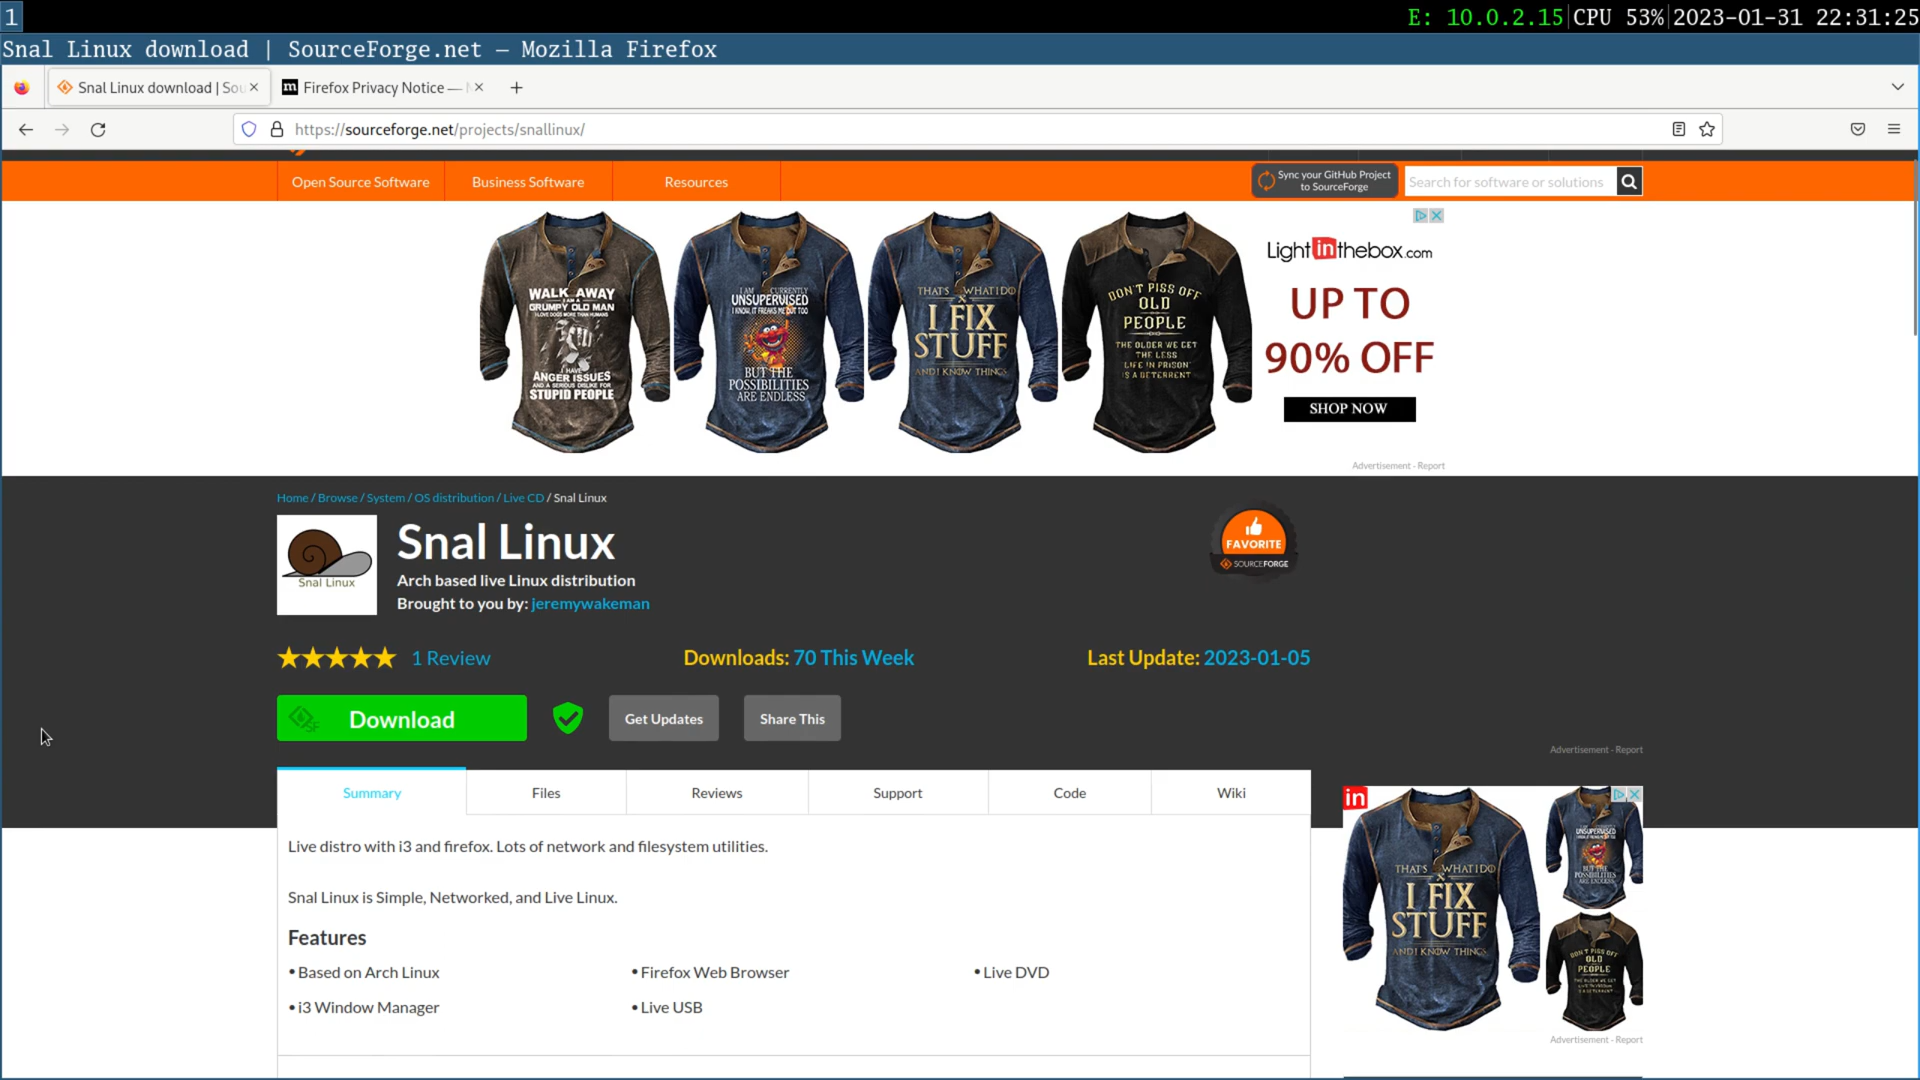 1
E: 10.0.2.15|CPU 53%|2023-01-31 22:31:25
Snal Linux download | SourceForge.net — Mozilla Firefox
Snal Linux download | Sou
Firefox Privacy Notice —
https://sourceforge.net/projects/snallinux/
Open Source Software
Business Software
Resources
Sync your GitHub Project
to SourceForge
Search for software or solutions
WALK AWAY
I AM A
GRUMPY OLD MAN
I LOVE DOGS MORE THAN HUMANS
I HAVE
ANGER ISSUES
AND A SERIOUS DISLIKE FOR
STUPID PEOPLE
I AM CURRENTLY
UNSUPERVISED
I KNOW, IT FREAKS ME OUT TOO
BUT THE
POSSIBILITIES
ARE ENDLESS
THAT'S WHAT I DO
I FIX
STUFF
AND I KNOW THINGS
DON'T PISS OFF
OLD
PEOPLE
THE OLDER WE GET
THE LESS
LIFE IN PRISON
IS A DETERRENT
Lightinthebox.com
UP TO
90% OFF
SHOP NOW
Advertisement - Report
Home / Browse / System / OS distribution / Live CD / Snal Linux
Snal Linux
Snal Linux
Arch based live Linux distribution
Brought to you by: jeremywakeman
FAVORITE
SOURCEFORGE
1 Review
Downloads: 70 This Week
Last Update: 2023-01-05
SF
Download
Get Updates
Share This
Advertisement - Report
Summary
Files
Reviews
Support
Code
Wiki
Live distro with i3 and firefox. Lots of network and filesystem utilities.
Snal Linux is Simple, Networked, and Live Linux.
Features
•Based on Arch Linux
•Firefox Web Browser
•Live DVD
•i3 Window Manager
•Live USB
in
THAT'S WHAT I DO
I FIX
STUFF
AND I KNOW THINGS
UNSUPERVISED
POSSIBILITIES
ARE ENDLESS
DON'T PISS OFF
OLD
PEOPLE
Advertisement - Report